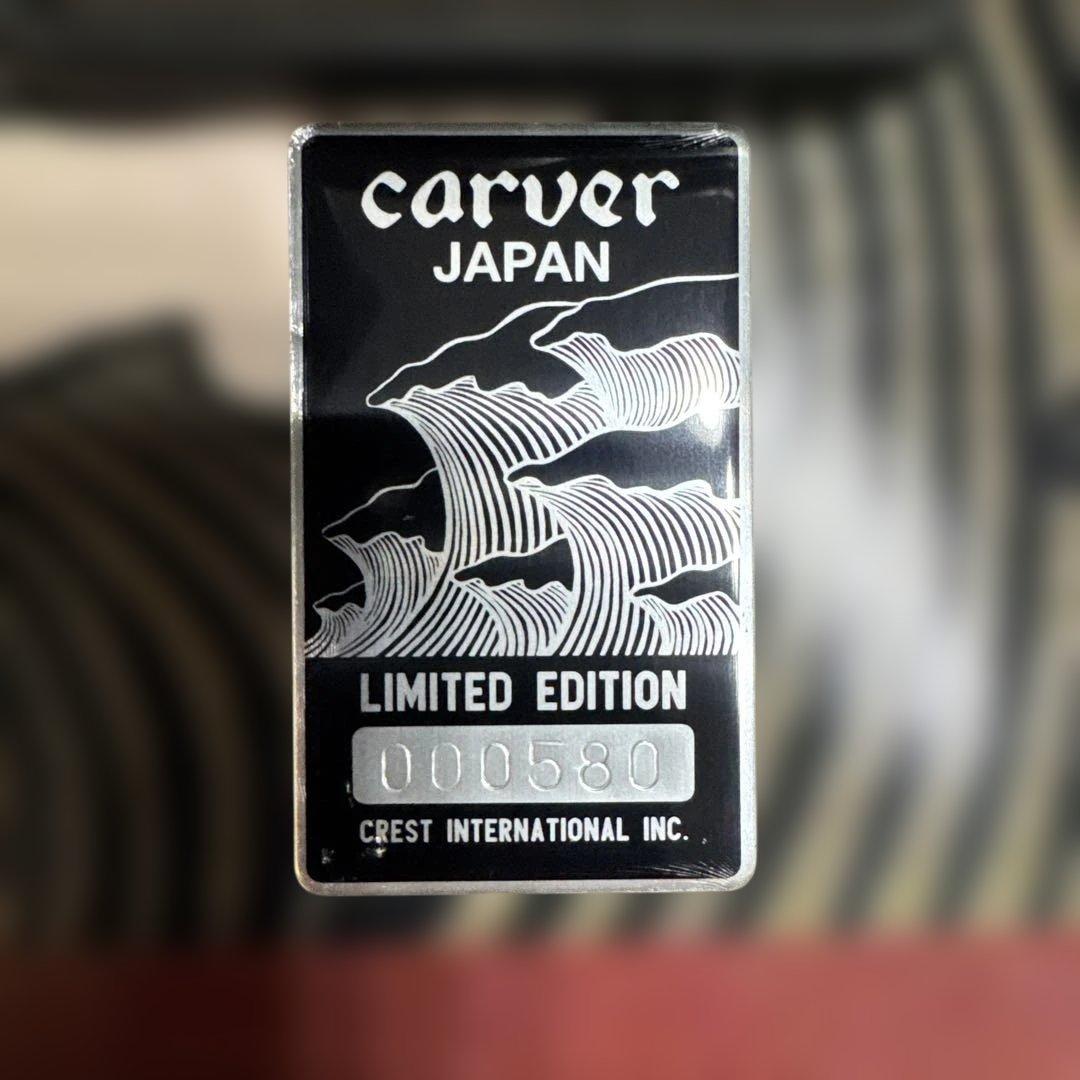 carver
JAPAN
LIMITED EDITION
000580
CREST INTERNATIONAL INC.